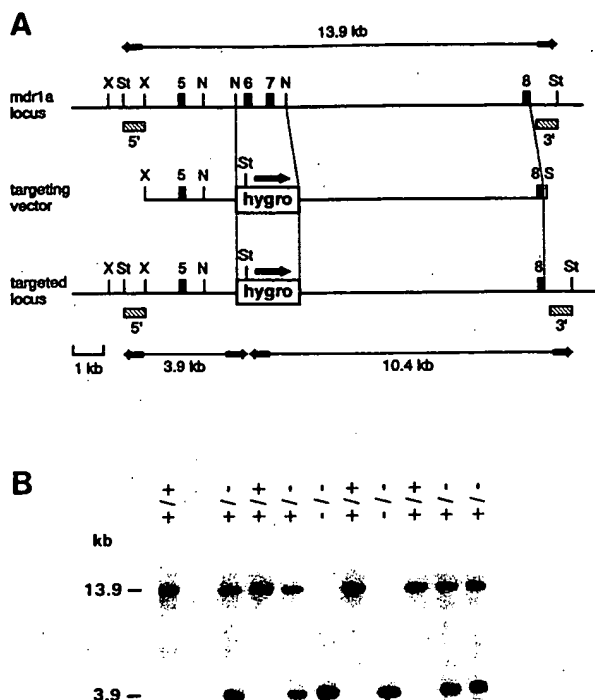 A
13.9 kb
X St X 5 N N 6 7 N 8 St
mdr1a
locus
5' 3'
St
X 5 N 8 S
targeting
vector
hygro
St
X St X 5 N 8 St
targeted
locus
hygro
5' 3'
1 kb 3.9 kb 10.4 kb
B
+ - + - - + - + - -
/ / / / / / / / / /
+ + + + - + - + + +
kb
13.9 –
3.9 –